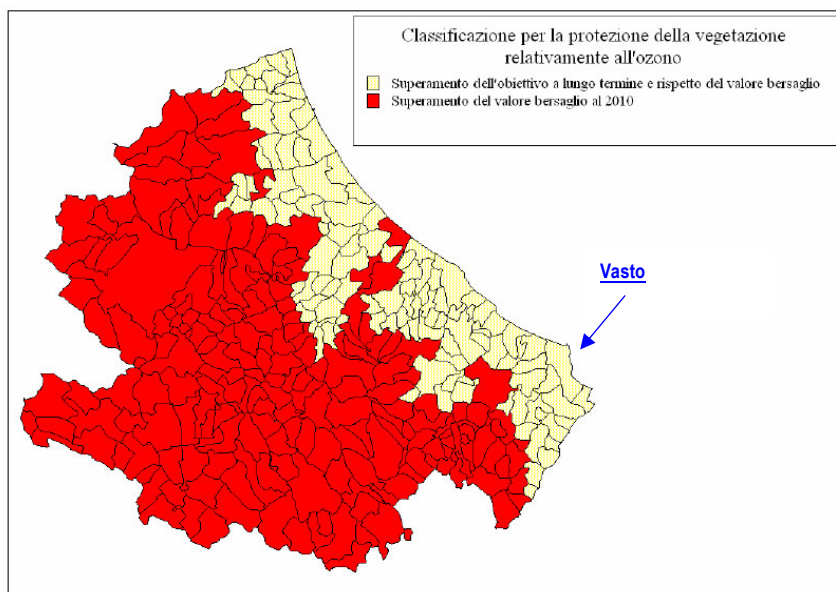 Classificazione per la protezione della vegetazione
relativamente all'ozono
Superamento dell'obiettivo a lungo termine e rispetto del valore bersaglio
Superamento del valore bersaglio al 2010
Vasto